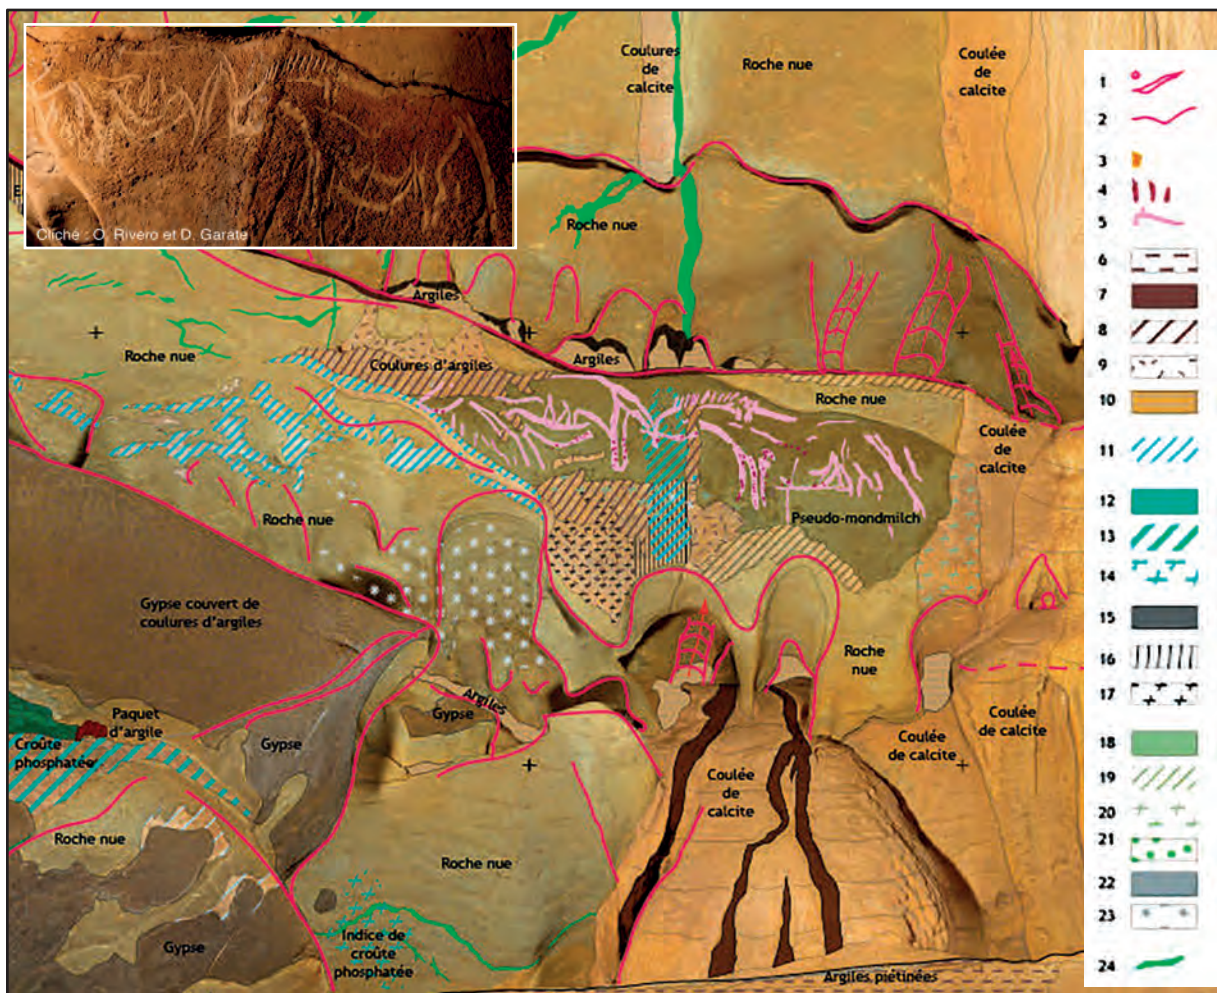 Cliché : O. Rivero et D. Garate
Coulures
de
calcite
Roche nue
Coulée
de
calcite
Roche nue
E
Argiles
Roche nue
Coulures d'argiles
Argiles
Roche nue
Coulée
de
calcite
Roche nue
Pseudo-mondmilch
Gypse couvert de
coulures d'argiles
Roche
nue
Argiles
Paquet
d'argile
Gypse
Gypse
Croûte
phosphatée
Coulée
de calcite
Coulée
de calcite
Coulée
de
calcite
Roche nue
Roche nue
Gypse
Indice de
croûte
phosphatée
Argiles piétinées
1
2
3
4
5
6
7
8
9
10
11
12
13
14
15
16
17
18
19
20
21
22
23
24